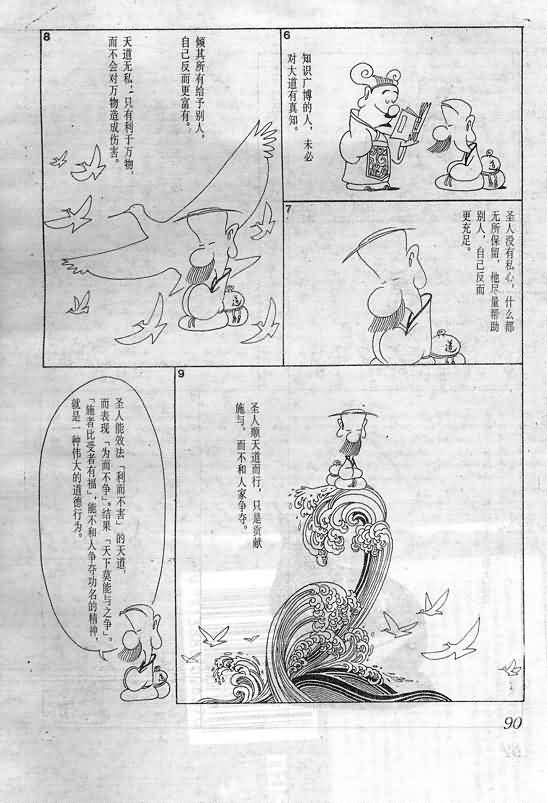 6
知识广博的人，未必
对大道有真知。
7
圣人没有私心，什么都
无所保留，他尽量帮助
别人，自己反而
更充足。
道
8
倾其所有给予别人，
自己反而更富有。
天道无私，只有利于万物，
而不会对万物造成伤害。
道
9
圣人顺天道而行，只是贡献
施与，而不和人家争夺。
圣人能效法「利而不害」的天道，
而表现「为而不争」。结果「天下莫能与之争」。
「施者比受者有福」，能不和人争夺功名的精神，
就是一种伟大的道德行为。
90